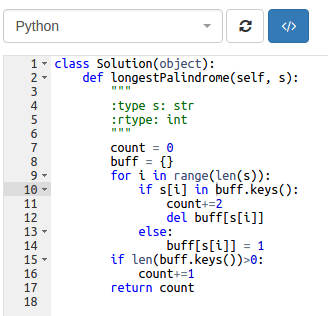 Python
</>
1 class Solution(object):
2     def longestPalindrome(self, s):
3         """
4         :type s: str
5         :rtype: int
6         """
7         count = 0
8         buff = {}
9         for i in range(len(s)):
10             if s[i] in buff.keys():
11                 count+=2
12                 del buff[s[i]]
13             else:
14                 buff[s[i]] = 1
15         if len(buff.keys())>0:
16             count+=1
17         return count
18